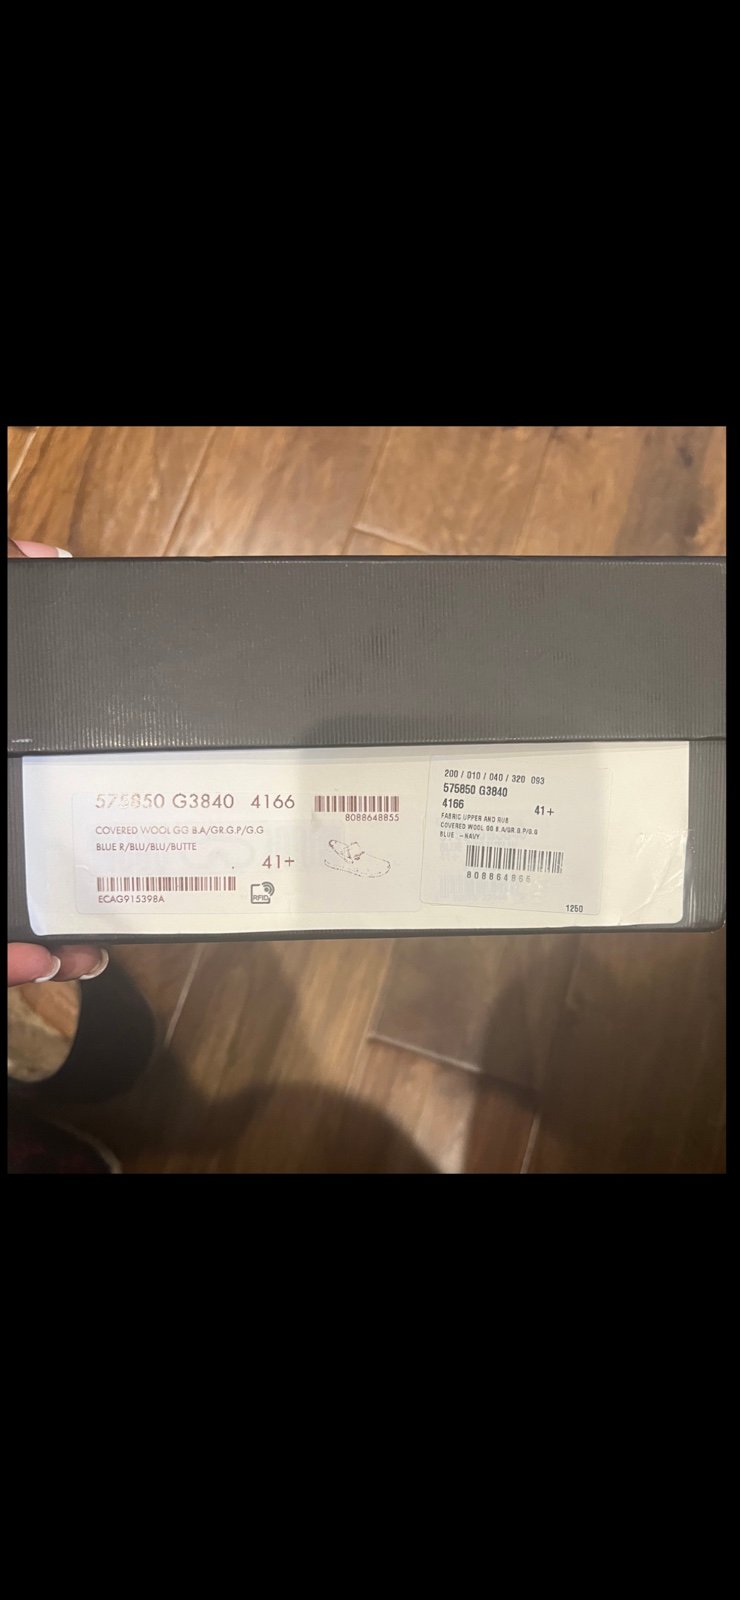 575850 G3840 4166
8088648855
COVERED WOOL GG B.A/GR.G.P/G.G
BLUE R/BLU/BLU/BUTTE
41+
ECAG915398A
RFID
200 / 010 / 040 / 320 093
575850 G3840
4166
41+
FABRIC UPPER AND RUB
COVERED WOOL GG B.A/GR.G.P/G.G
BLUE - NAVY
1250